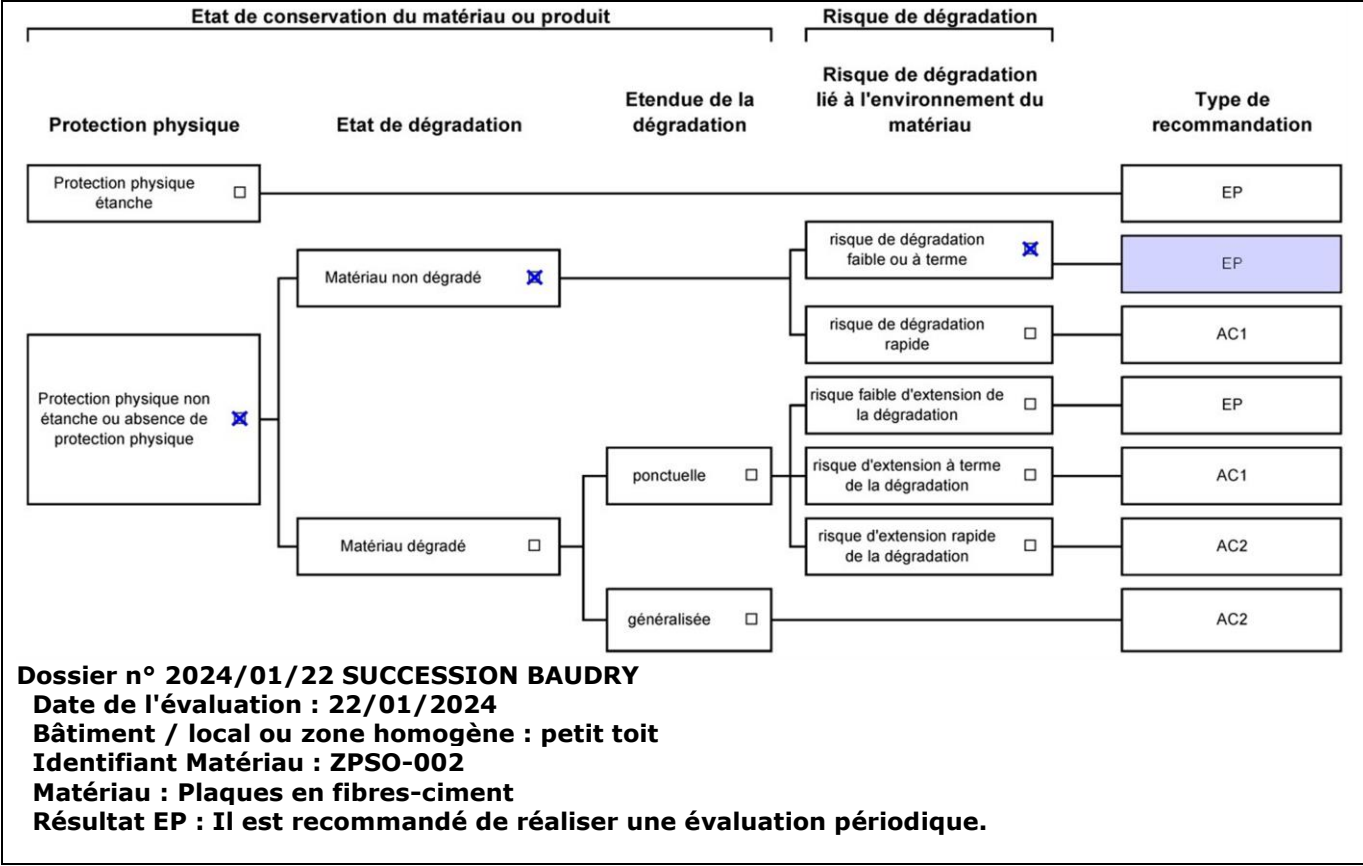 Etat de conservation du matériau ou produit
Risque de dégradation
Protection physique
Etat de dégradation
Etendue de la
dégradation
Risque de dégradation
lié à l'environnement du
matériau
Type de
recommandation
Protection physique
étanche
EP
risque de dégradation
faible ou à terme
Matériau non dégradé
EP
risque de dégradation
rapide
AC1
Protection physique non
étanche ou absence de
protection physique
risque faible d'extension de
la dégradation
EP
ponctuelle
risque d'extension à terme
de la dégradation
AC1
Matériau dégradé
risque d'extension rapide
de la dégradation
AC2
généralisée
AC2
Dossier n° 2024/01/22 SUCCESSION BAUDRY
Date de l'évaluation : 22/01/2024
Bâtiment / local ou zone homogène : petit toit
Identifiant Matériau : ZPSO-002
Matériau : Plaques en fibres-ciment
Résultat EP : Il est recommandé de réaliser une évaluation périodique.